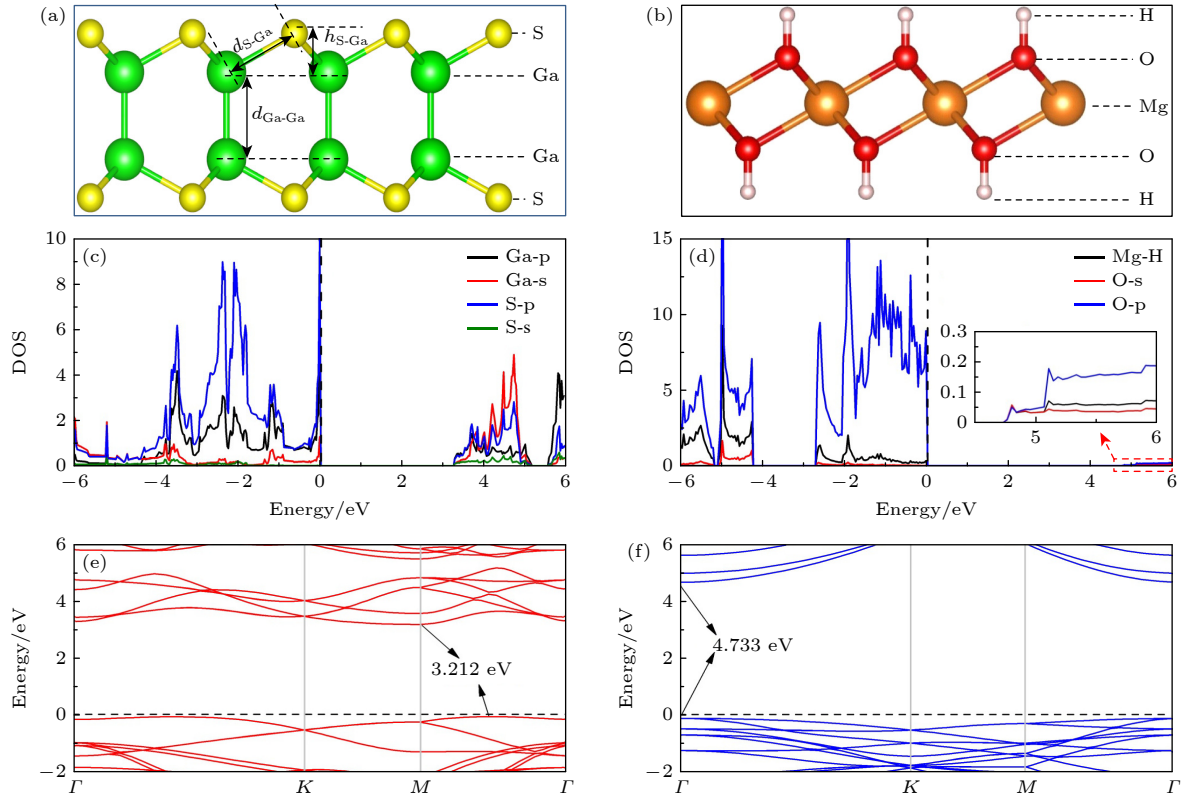 (a)
d_S-Ga
h_S-Ga
d_Ga-Ga
S
Ga
Ga
S
(b)
H
O
Mg
O
H
(c)
Ga-p
Ga-s
S-p
S-s
DOS
10
8
6
4
2
0
−6 −4 −2 0 2 4 6
Energy/eV
(d)
Mg-H
O-s
O-p
DOS
15
10
5
0
0.3
0.2
0.1
0
5 6
−6 −4 −2 0 2 4 6
Energy/eV
(e)
Energy/eV
6
4
2
0
−2
3.212 eV
Γ K M Γ
(f)
Energy/eV
6
4
2
0
−2
4.733 eV
Γ K M Γ